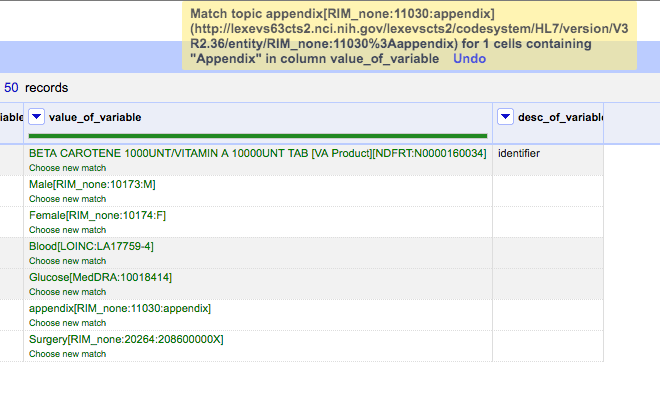 Match topic appendix[RIM_none:11030:appendix]
(http://lexevs63cts2.nci.nih.gov/lexevscts2/codesystem/HL7/version/V3
R2.36/entity/RIM_none:11030%3Aappendix) for 1 cells containing
"Appendix" in column value_of_variable Undo
50 records
iable value_of_variable desc_of_variabl
BETA CAROTENE 1000UNT/VITAMIN A 10000UNT TAB [VA Product][NDFRT:N0000160034] identifier
Choose new match
Male[RIM_none:10173:M]
Choose new match
Female[RIM_none:10174:F]
Choose new match
Blood[LOINC:LA17759-4]
Choose new match
Glucose[MedDRA:10018414]
Choose new match
appendix[RIM_none:11030:appendix]
Choose new match
Surgery[RIM_none:20264:208600000X]
Choose new match